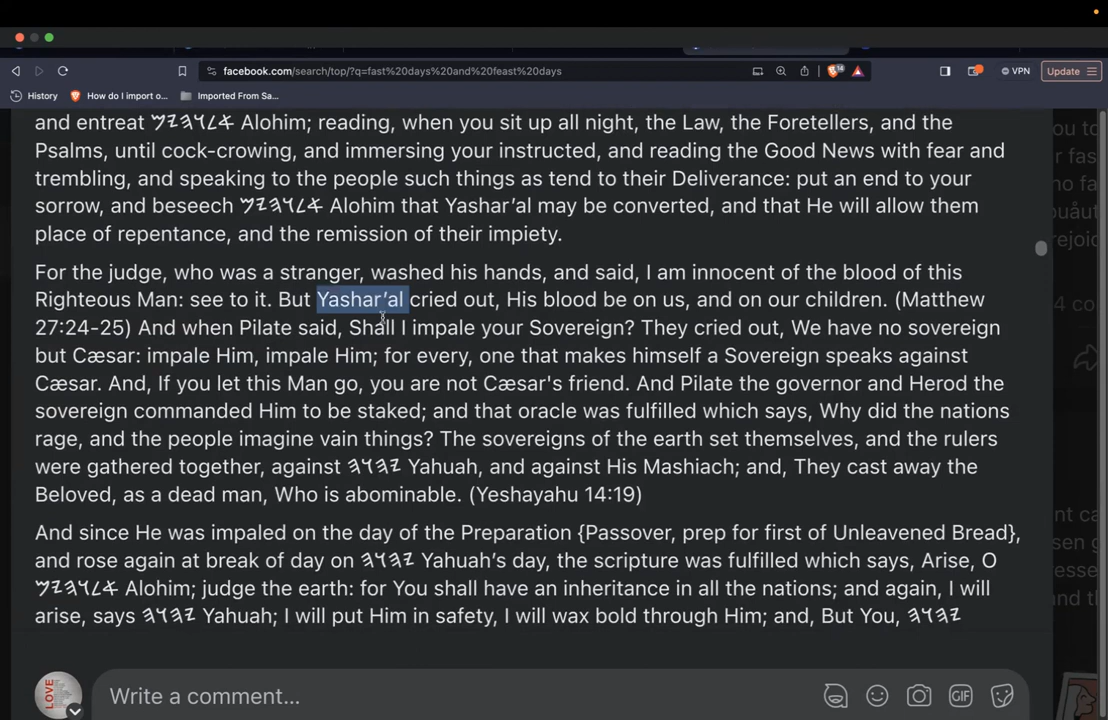 facebook.com/search/top/?q=fast%20days%20and%20feast%20days
14
VPN
Update
History
How do I import o...
Imported From Sa...
and entreat 𐤌𐤉𐤄𐤋𐤀 Alohim; reading, when you sit up all night, the Law, the Foretellers, and the
Psalms, until cock-crowing, and immersing your instructed, and reading the Good News with fear and
trembling, and speaking to the people such things as tend to their Deliverance: put an end to your
sorrow, and beseech 𐤌𐤉𐤄𐤋𐤀 Alohim that Yashar’al may be converted, and that He will allow them
place of repentance, and the remission of their impiety.
For the judge, who was a stranger, washed his hands, and said, I am innocent of the blood of this
Righteous Man: see to it. But Yashar’al cried out, His blood be on us, and on our children. (Matthew
27:24-25) And when Pilate said, Shall I impale your Sovereign? They cried out, We have no sovereign
but Cæsar: impale Him, impale Him; for every, one that makes himself a Sovereign speaks against
Cæsar. And, If you let this Man go, you are not Cæsar's friend. And Pilate the governor and Herod the
sovereign commanded Him to be staked; and that oracle was fulfilled which says, Why did the nations
rage, and the people imagine vain things? The sovereigns of the earth set themselves, and the rulers
were gathered together, against 𐤄𐤅𐤄𐤉 Yahuah, and against His Mashiach; and, They cast away the
Beloved, as a dead man, Who is abominable. (Yeshayahu 14:19)
And since He was impaled on the day of the Preparation {Passover, prep for first of Unleavened Bread},
and rose again at break of day on 𐤄𐤅𐤄𐤉 Yahuah’s day, the scripture was fulfilled which says, Arise, O
𐤌𐤉𐤄𐤋𐤀 Alohim; judge the earth: for You shall have an inheritance in all the nations; and again, I will
arise, says 𐤄𐤅𐤄𐤉 Yahuah; I will put Him in safety, I will wax bold through Him; and, But You, 𐤄𐤅𐤄𐤉
LOVE
Write a comment...
GIF